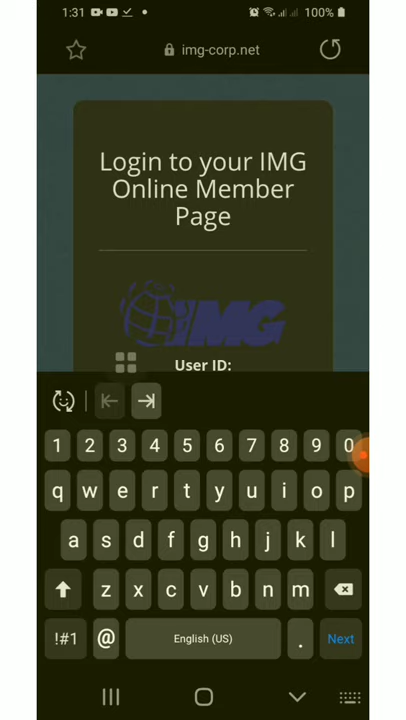 1:31 100%
img-corp.net
Login to your IMG
Online Member
Page
IMG
User ID:
1 2 3 4 5 6 7 8 9 0
q w e r t y u i o p
a s d f g h j k l
z x c v b n m
!#1 @ English (US) . Next